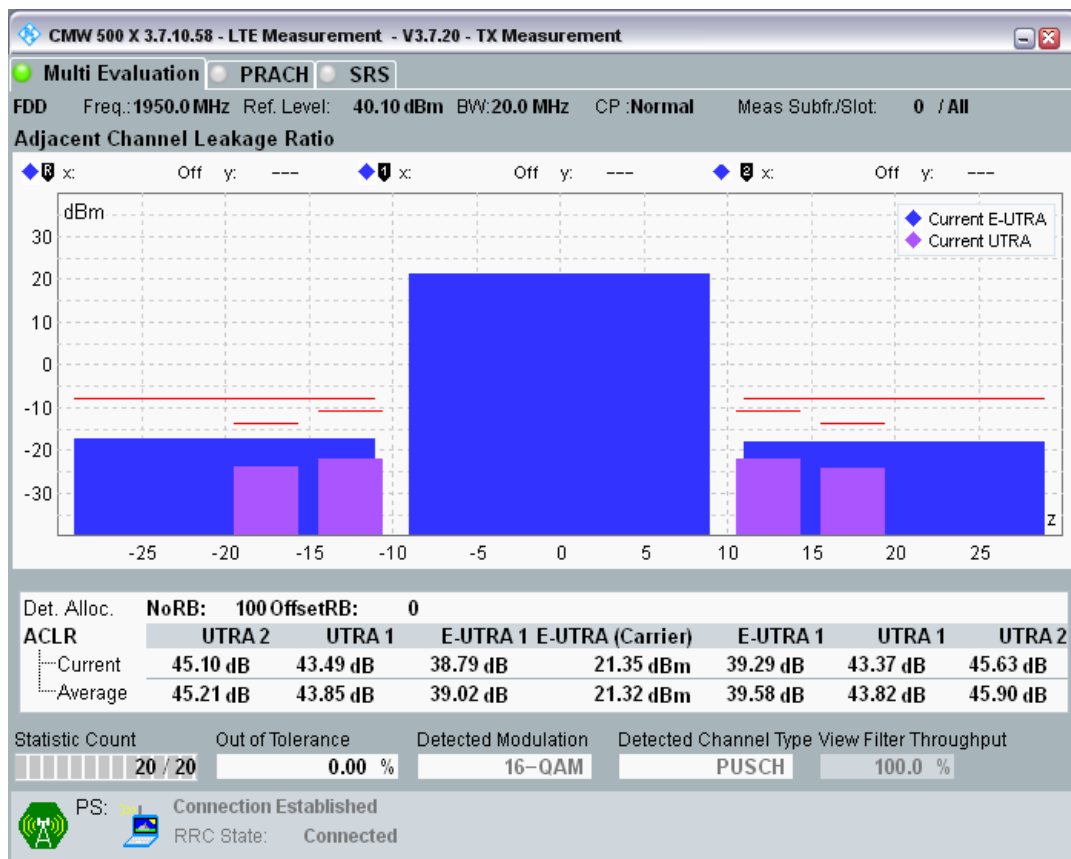 CMW 500 X 3.7.10.58 - LTE Measurement - V3.7.20 - TX Measurement
Multi Evaluation PRACH SRS
FDD Freq.:1950.0 MHz Ref. Level: 40.10 dBm BW:20.0 MHz CP :Normal Meas Subfr./Slot: 0 / All
Adjacent Channel Leakage Ratio
R x: Off y: --- 1 x: Off y: --- 2 x: Off y: ---
dBm
Current E-UTRA
Current UTRA
30
20
10
0
-10
-20
-30
z
-25 -20 -15 -10 -5 0 5 10 15 20 25
Det. Alloc. NoRB: 100 OffsetRB: 0
ACLR UTRA 2 UTRA 1 E-UTRA 1 E-UTRA (Carrier) E-UTRA 1 UTRA 1 UTRA 2
Current 45.10 dB 43.49 dB 38.79 dB 21.35 dBm 39.29 dB 43.37 dB 45.63 dB
Average 45.21 dB 43.85 dB 39.02 dB 21.32 dBm 39.58 dB 43.82 dB 45.90 dB
Statistic Count Out of Tolerance Detected Modulation Detected Channel Type View Filter Throughput
20 / 20 0.00 % 16-QAM PUSCH 100.0 %
PS: Connection Established
RRC State: Connected